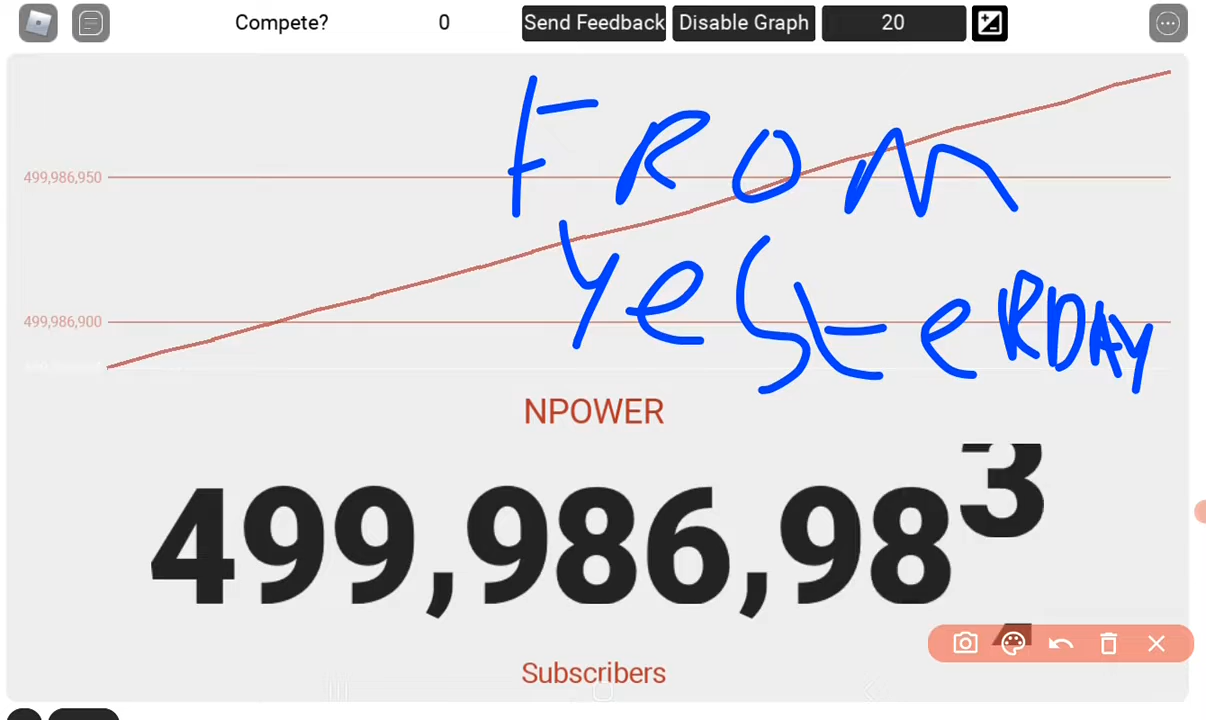 Compete? 0 Send Feedback Disable Graph 20
FROM
499,986,950
YeSterDAY
499,986,900
NPOWER
499,986,983
Subscribers